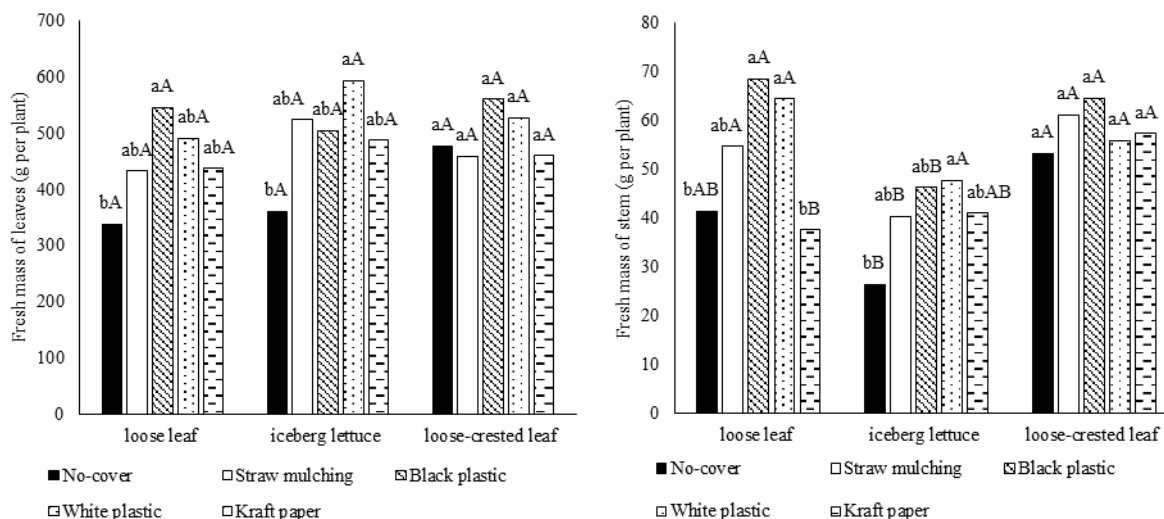 Fresh mass of leaves (g per plant)
700
600
500
400
300
200
100
0
bA abA aA abA abA
bA abA abA aA abA
aA aA aA aA aA
loose leaf iceberg lettuce loose-crested leaf
No-cover Straw mulching Black plastic
White plastic Kraft paper
Fresh mass of stem (g per plant)
80
70
60
50
40
30
20
10
0
bAB abA aA aA bB
bB abB abB aA abAB
aA aA aA aA aA
loose leaf iceberg lettuce loose-crested leaf
No-cover Straw mulching Black plastic
White plastic Kraft paper